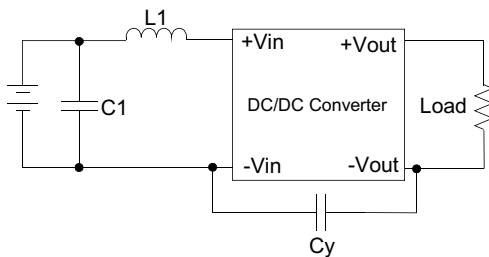 L1
+Vin
+Vout
C1
DC/DC Converter
Load
-Vin
-Vout
Cy